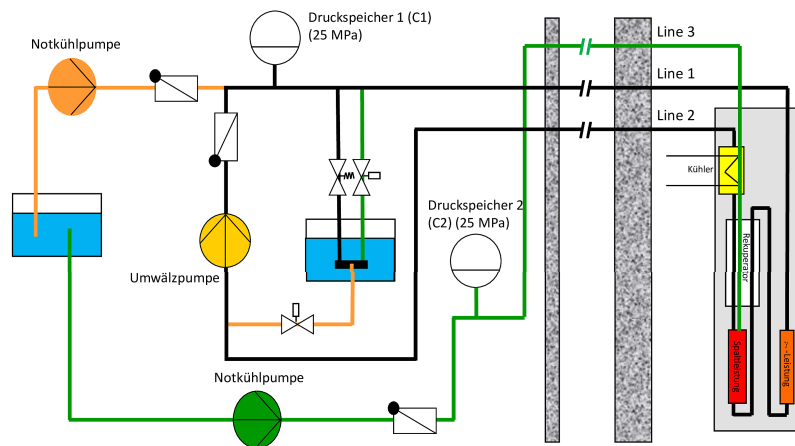 Druckspeicher 1 (C1)
(25 MPa)
Notkühlpumpe
Line 3
Line 1
Line 2
Kühler
Druckspeicher 2
(C2) (25 MPa)
Rekuperator
Umwälzpumpe
Spaltleistung
γ -Leistung
Notkühlpumpe